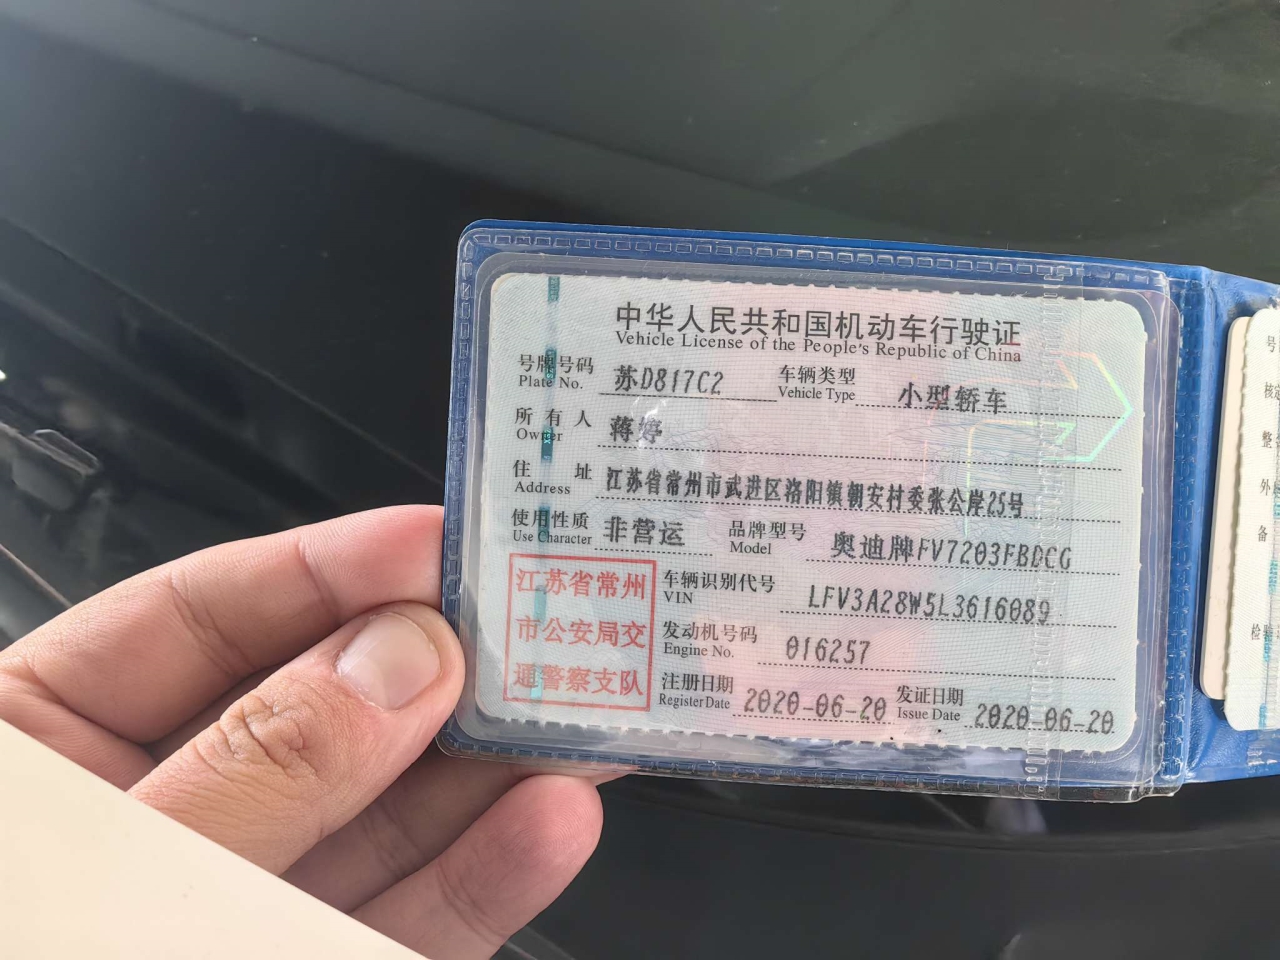 中华人民共和国机动车行驶证
Vehicle License of the People's Republic of China
号牌号码 Plate No. 苏D817C2 车辆类型 Vehicle Type 小型轿车
所有人 Owner 蒋婷
住址 Address 江苏省常州市武进区洛阳镇朝安村委张公岸25号
使用性质 Use Character 非营运 品牌型号 Model 奥迪牌FV7203FBDCG
江苏省常州
市公安局交
通警察支队
车辆识别代号 VIN LFV3A28W5L3616089
发动机号码 Engine No. 016257
注册日期 Register Date 2020-06-20 发证日期 Issue Date 2020-06-20
号
核定
整
外
备
检验